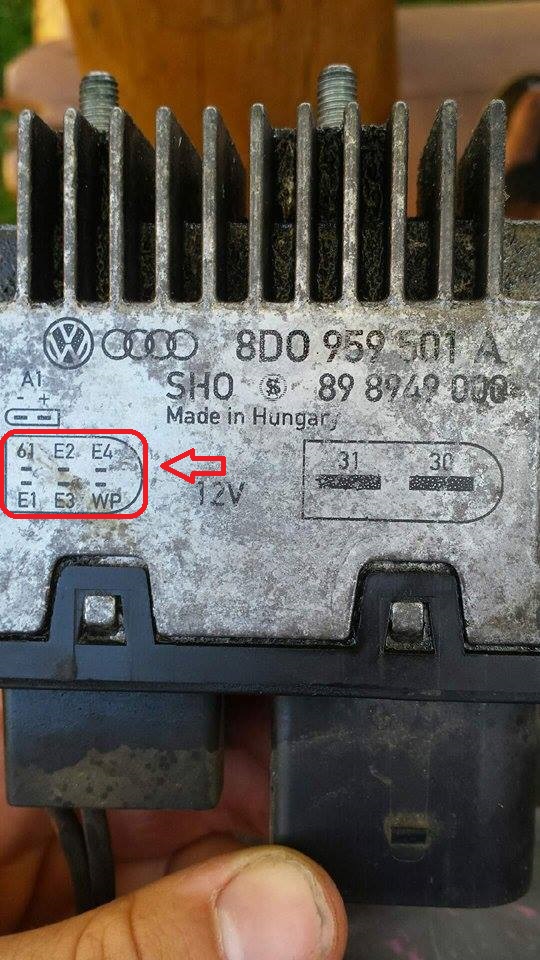 8D0 959 501 A
SHO S 89 8949 000
A1
- +
Made in Hungary
61 E2 E4
E1 E3 WP
12V
31 30